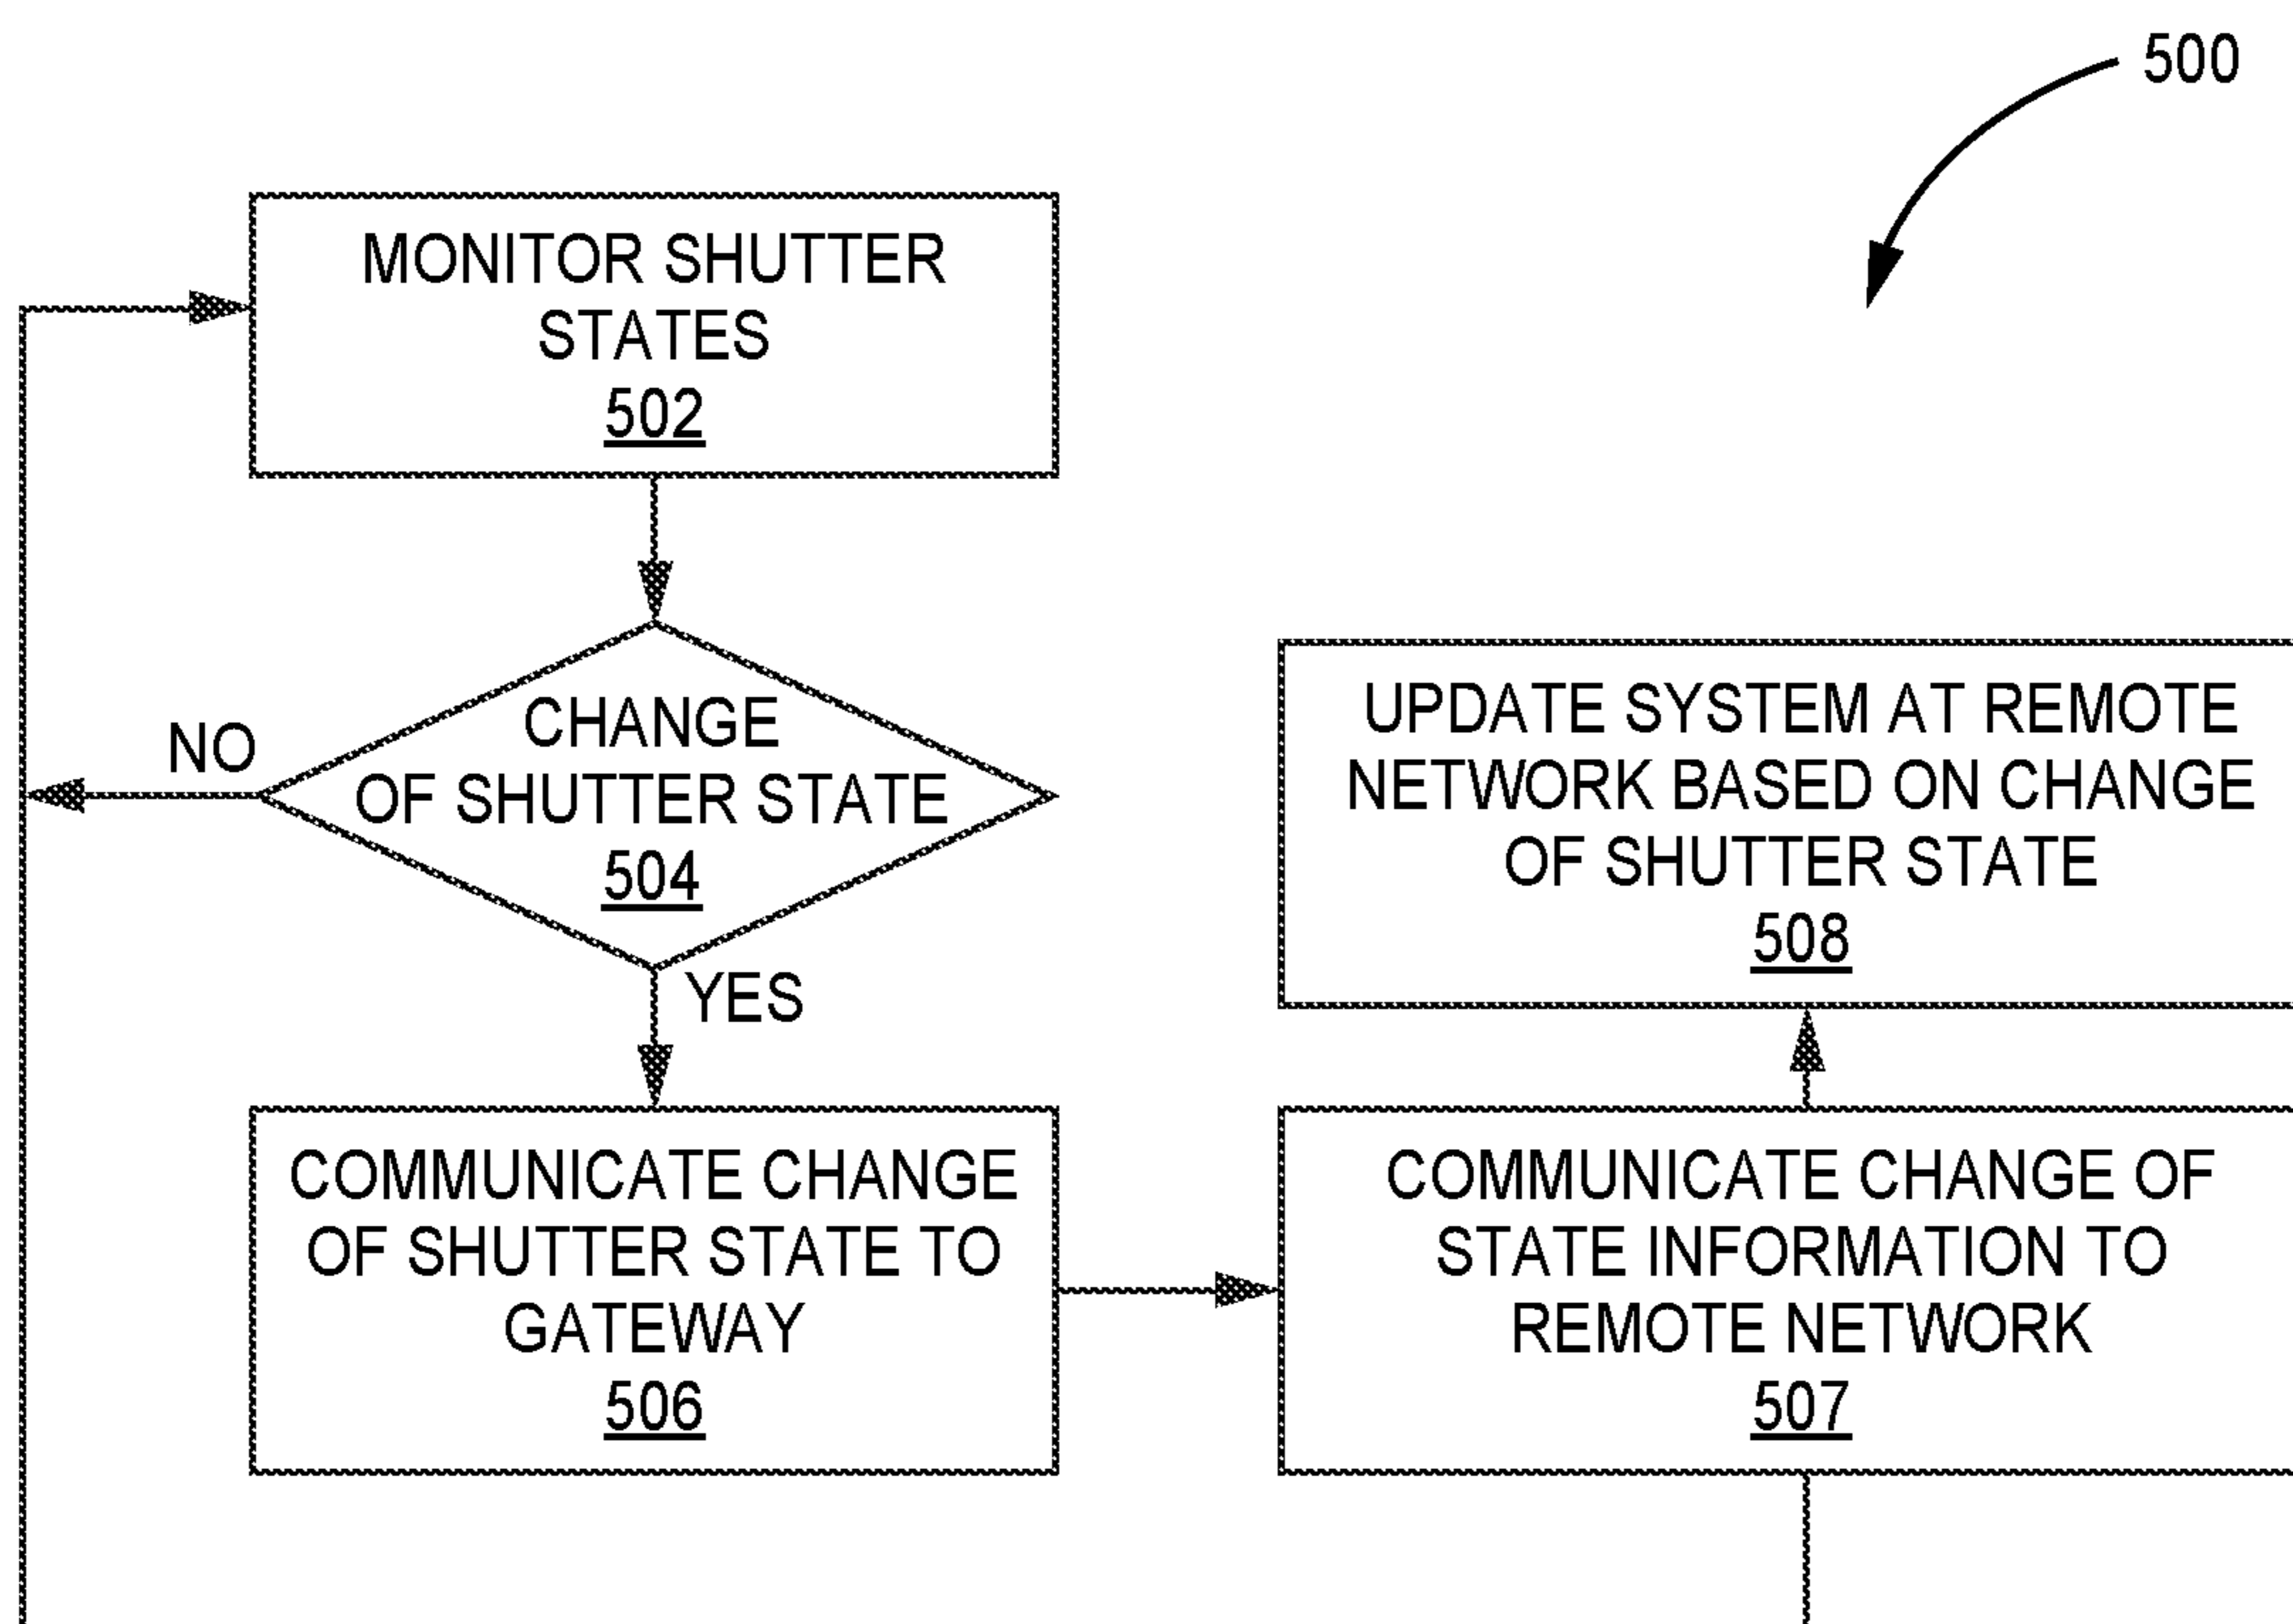 500
MONITOR SHUTTER
STATES
502
CHANGE
OF SHUTTER STATE
504
NO
YES
COMMUNICATE CHANGE
OF SHUTTER STATE TO
GATEWAY
506
COMMUNICATE CHANGE OF
STATE INFORMATION TO
REMOTE NETWORK
507
UPDATE SYSTEM AT REMOTE
NETWORK BASED ON CHANGE
OF SHUTTER STATE
508